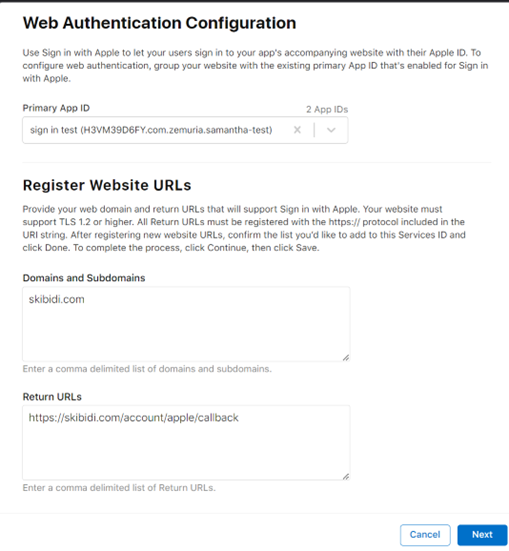 Web Authentication Configuration
Use Sign in with Apple to let your users sign in to your app's accompanying website with their Apple ID. To
configure web authentication, group your website with the existing primary App ID that's enabled for Sign in
with Apple.
Primary App ID
2 App IDs
sign in test (H3VM39D6FY.com.zemuria.samantha-test)
Register Website URLs
Provide your web domain and return URLs that will support Sign in with Apple. Your website must
support TLS 1.2 or higher. All Return URLs must be registered with the https:// protocol included in the
URI string. After registering new website URLs, confirm the list you'd like to add to this Services ID and
click Done. To complete the process, click Continue, then click Save.
Domains and Subdomains
skibidi.com
Enter a comma delimited list of domains and subdomains.
Return URLs
https://skibidi.com/account/apple/callback
Enter a comma delimited list of Return URLs.
Cancel
Next